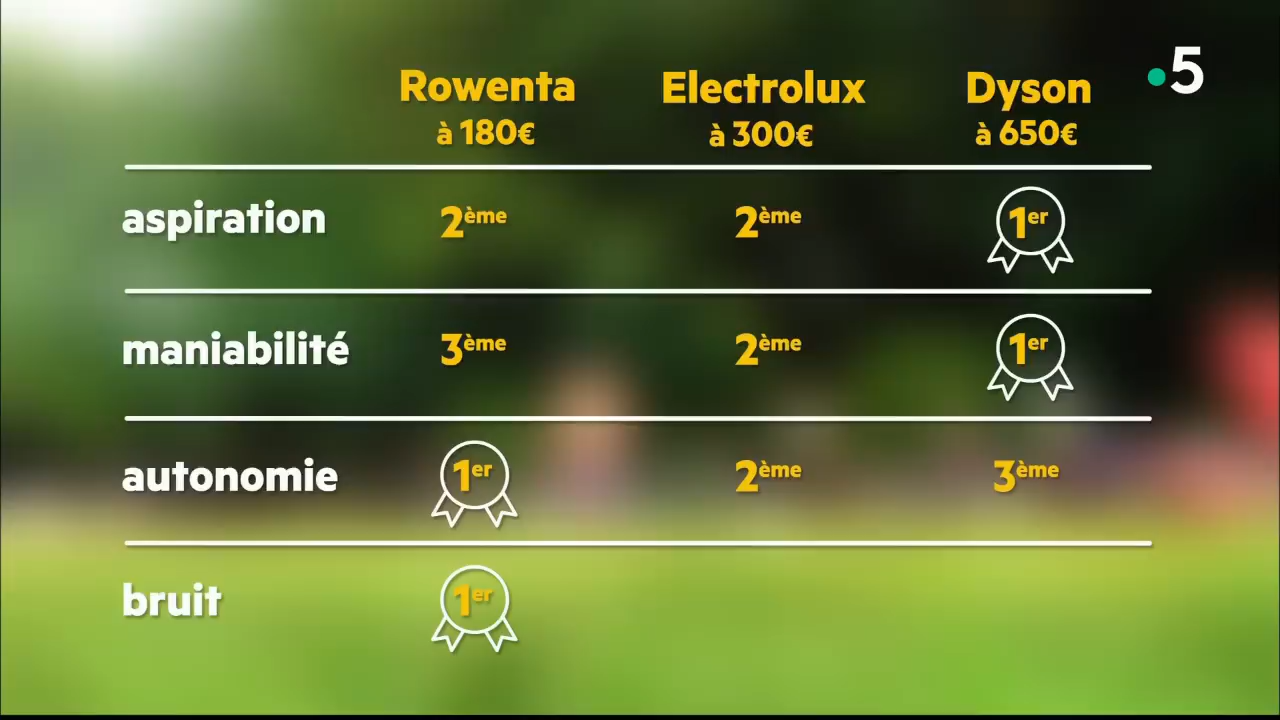 Rowenta Electrolux Dyson 5
à 180€ à 300€ à 650€
aspiration 2ème 2ème 1er
maniabilité 3ème 2ème 1er
autonomie 1er 2ème 3ème
bruit 1er